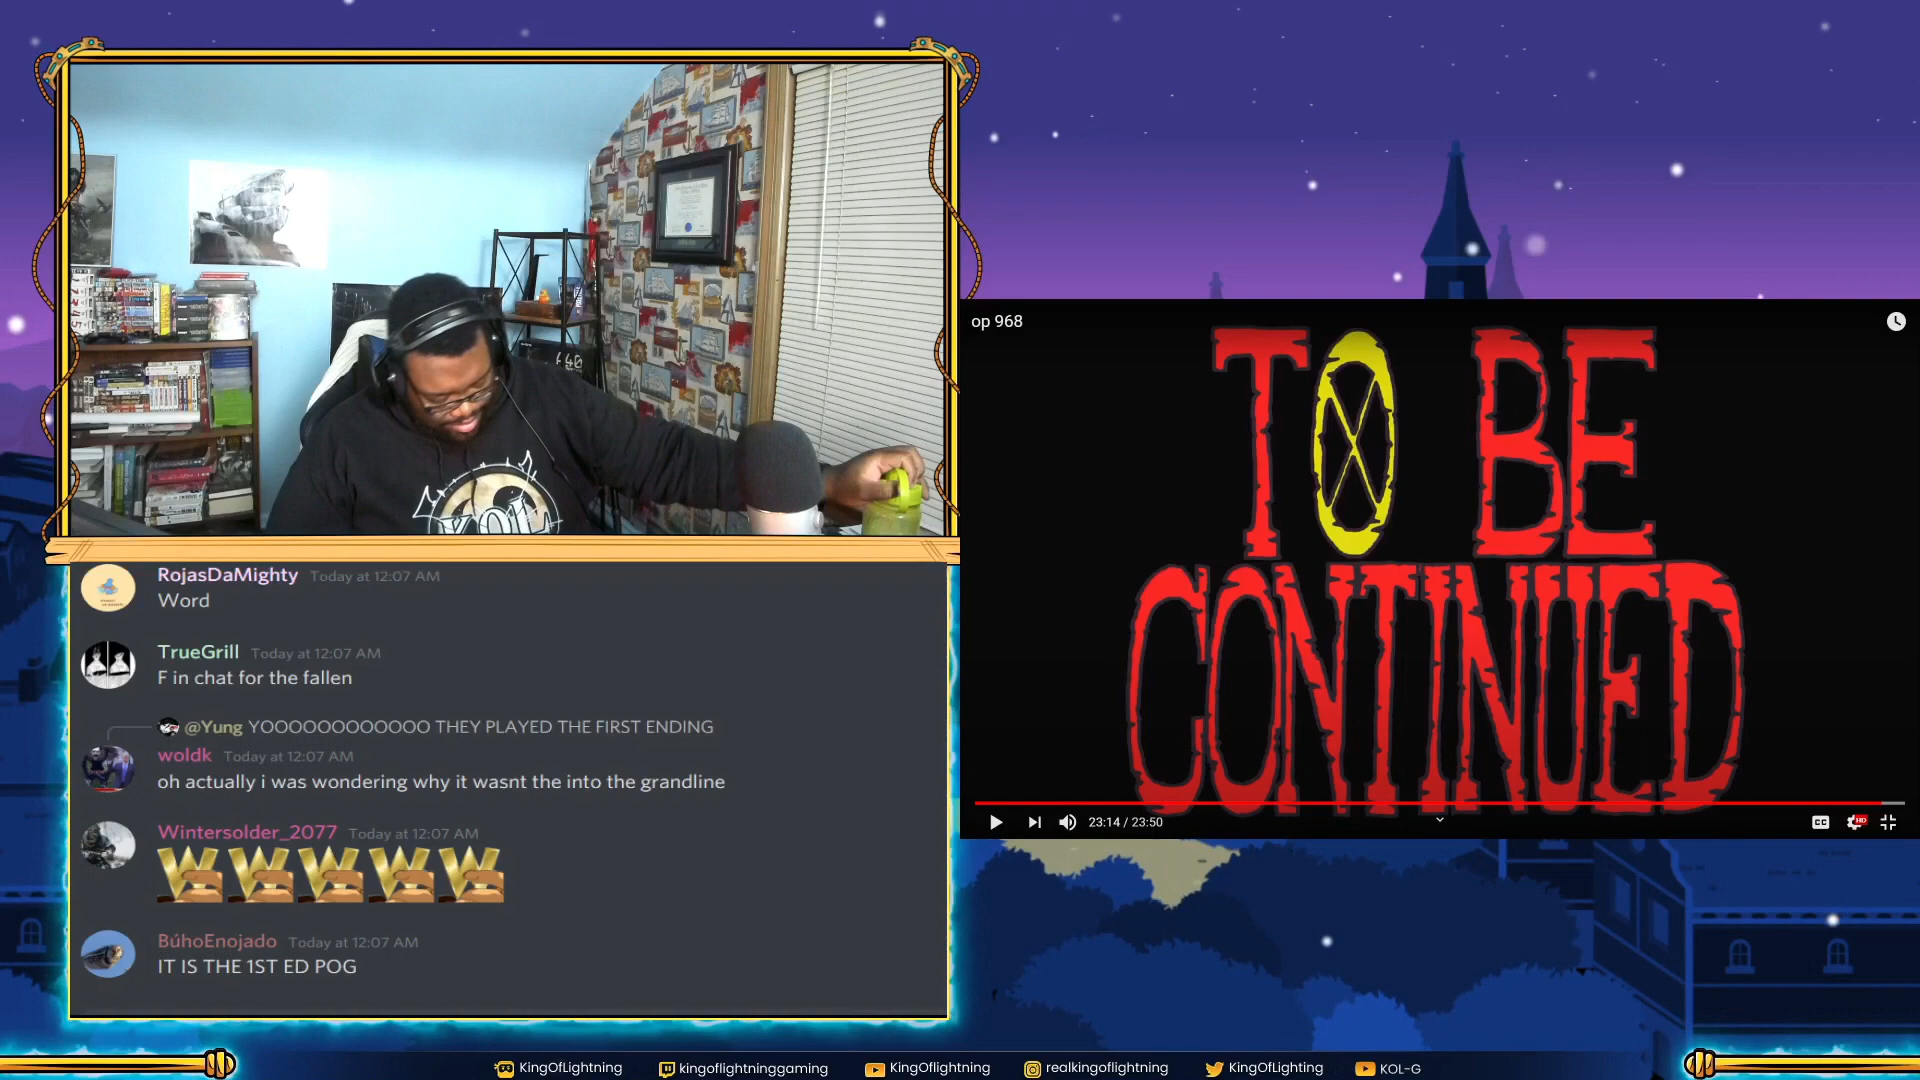 op 968
TO BE
CONTINUED
23:14 / 23:50
CC
HD
KOL
RojasDaMighty Today at 12:07 AM
Word
TrueGrill Today at 12:07 AM
F in chat for the fallen
@Yung YOOOOOOOOOOOO THEY PLAYED THE FIRST ENDING
woldk Today at 12:07 AM
oh actually i was wondering why it wasnt the into the grandline
Wintersolder_2077 Today at 12:07 AM
BúhoEnojado Today at 12:07 AM
IT IS THE 1ST ED POG
KingOfLightning
kingoflightninggaming
KingOflightning
realkingoflightning
KingOfLighting
KOL-G